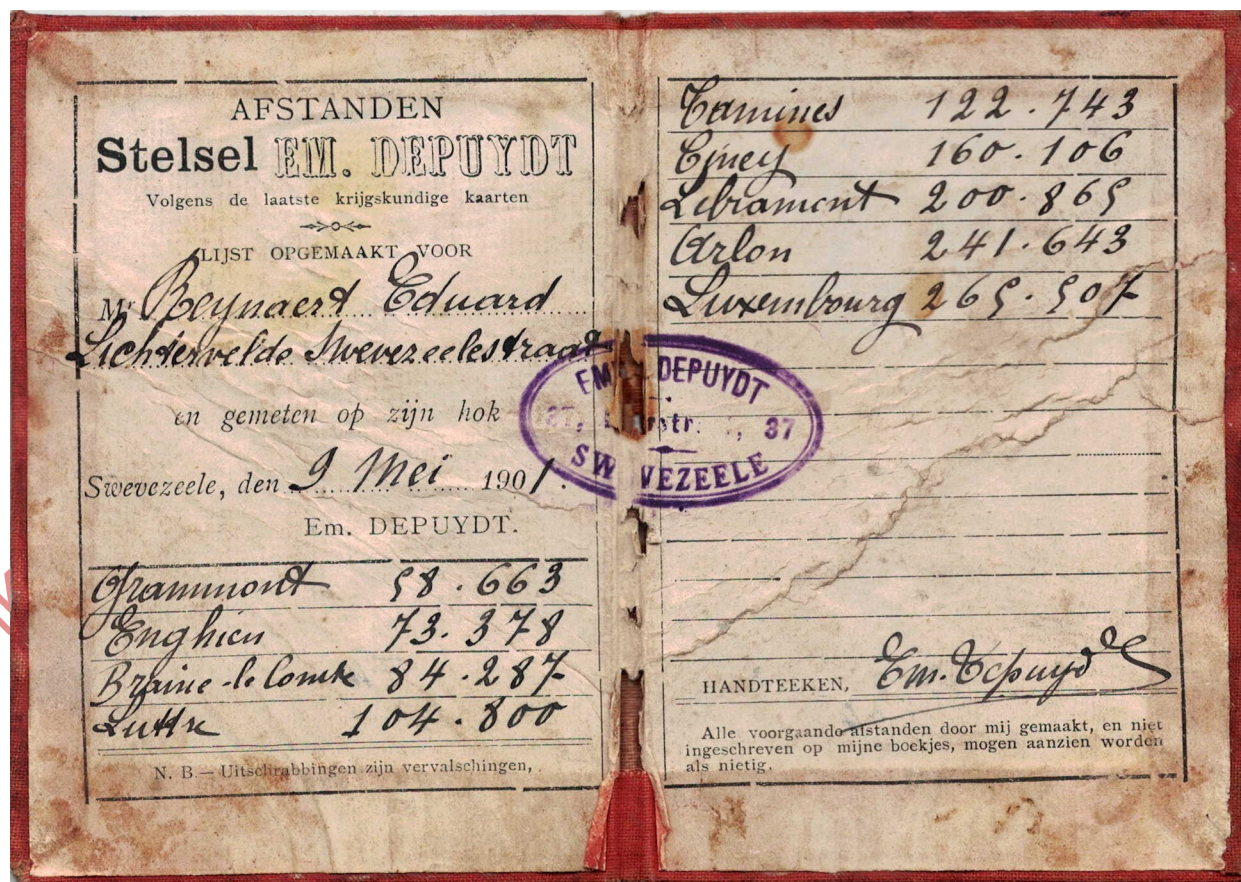 AFSTANDEN
Stelsel EM. DEPUYDT
Volgens de laatste krijgskundige kaarten
LIJST OPGEMAAKT VOOR
Mr Reynaert Eduard
Lichtervelde Swevezeelestraat
en gemeten op zijn hok
Swevezeele, den 9 Mei 1901.
Em. DEPUYDT.
Grammont 58.663
Enghien 73.378
Braine-le Comte 84.287
Luttre 104.800
N. B.— Uitschrabbingen zijn vervalschingen,
Tamines 122.743
Ciney 160.106
Libramont 200.865
Arlon 241.643
Luxembourg 265.507
EM. DEPUYDT
37, 37
SWEVEZEELE
HANDTEEKEN, Em. Depuydt
Alle voorgaande afstanden door mij gemaakt, en niet
ingeschreven op mijne boekjes, mogen aanzien worden
als nietig.